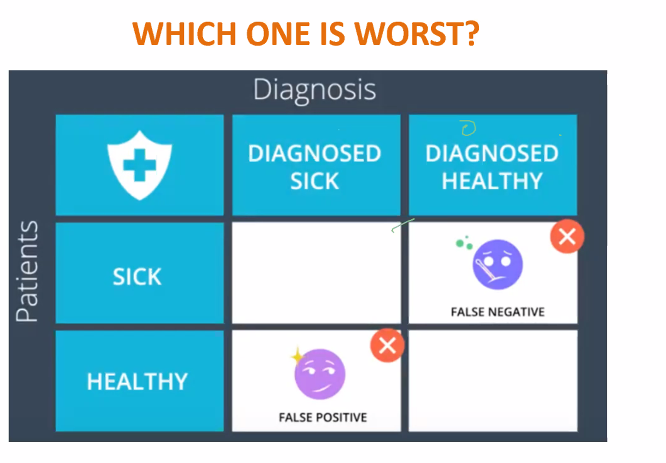 WHICH ONE IS WORST?
Diagnosis
DIAGNOSED
SICK
DIAGNOSED
HEALTHY
Patients
SICK
FALSE NEGATIVE
HEALTHY
FALSE POSITIVE